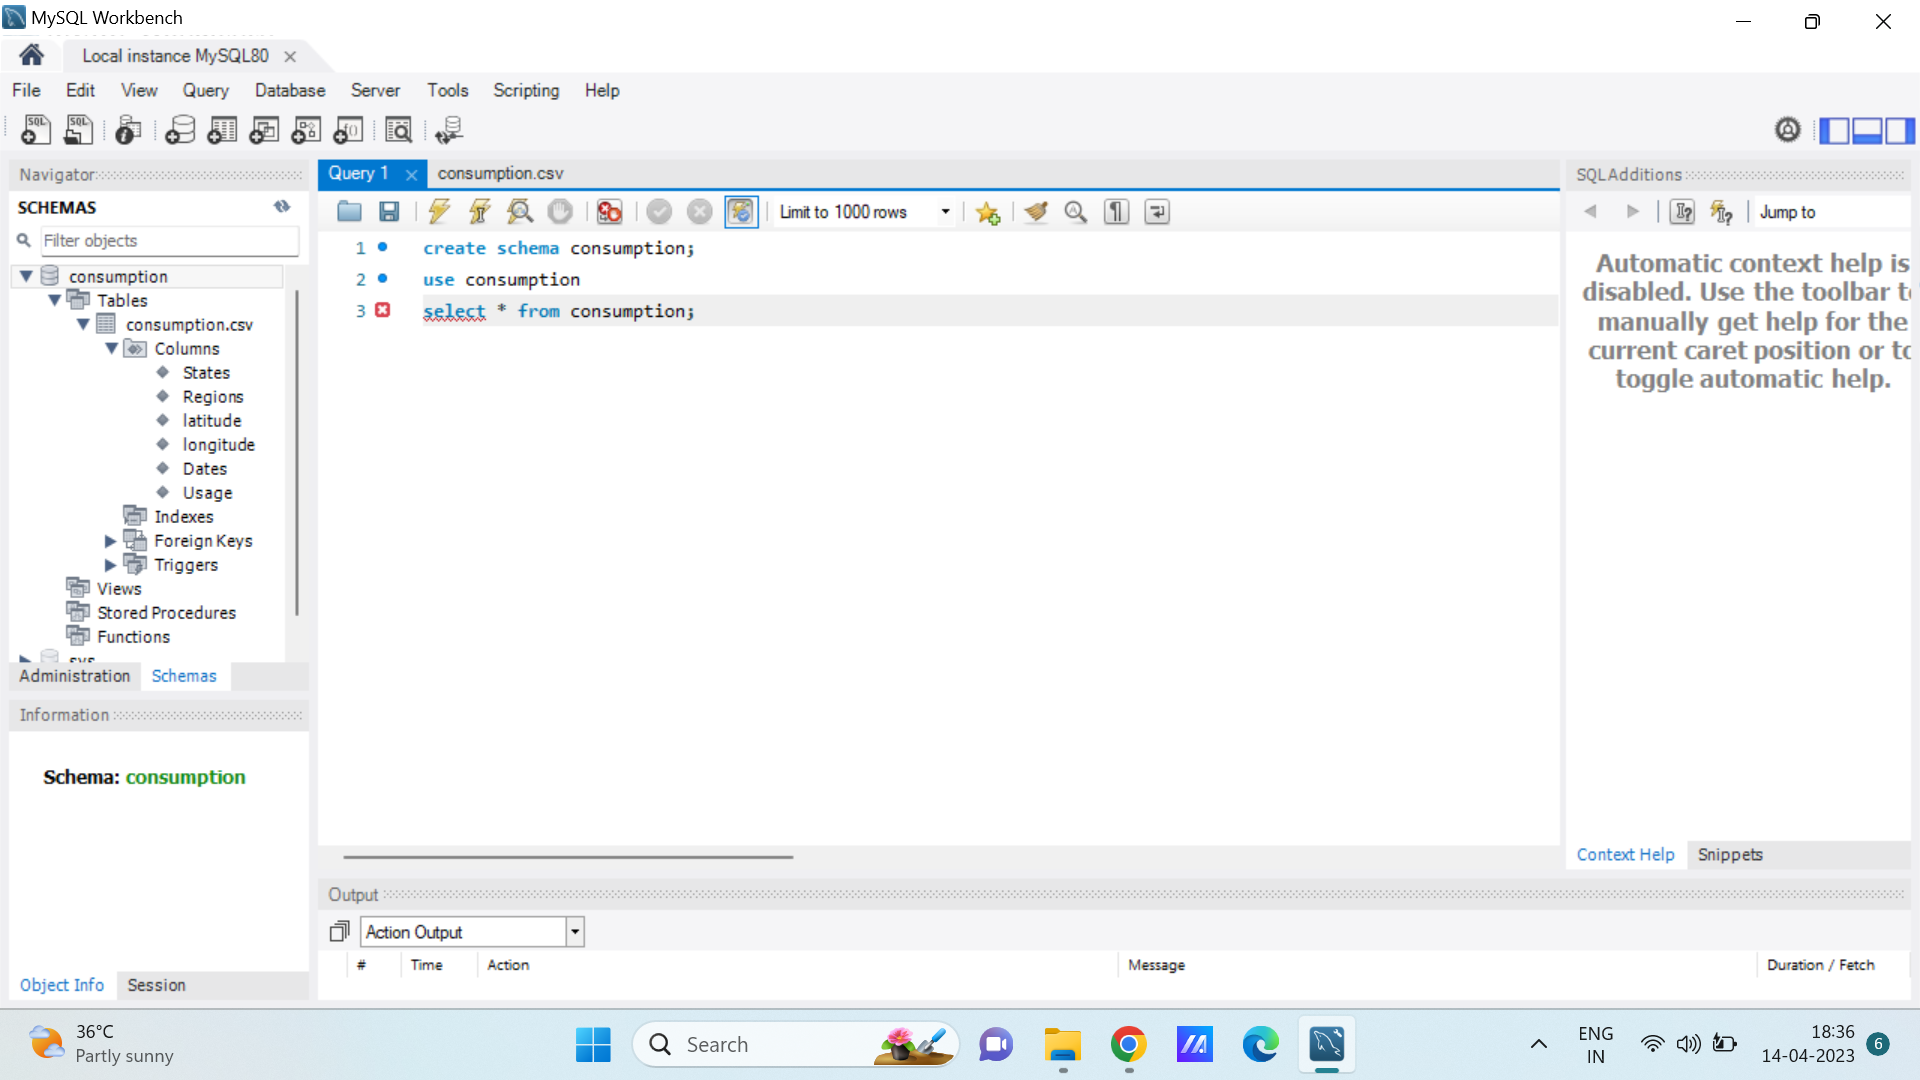 MySQL Workbench
Local instance MySQL80
File Edit View Query Database Server Tools Scripting Help
Navigator
SCHEMAS
Filter objects
consumption
Tables
consumption.csv
Columns
States
Regions
latitude
longitude
Dates
Usage
Indexes
Foreign Keys
Triggers
Views
Stored Procedures
Functions
sys
Administration Schemas
Information
Schema: consumption
Object Info Session
Query 1 consumption.csv
Limit to 1000 rows
1 create schema consumption;
2 use consumption
3 select * from consumption;
SQLAdditions
Jump to
Automatic context help is
disabled. Use the toolbar to
manually get help for the
current caret position or to
toggle automatic help.
Context Help Snippets
Output
Action Output
# Time Action Message Duration / Fetch
36°C
Partly sunny
Search
ENG
IN
18:36
14-04-2023
6